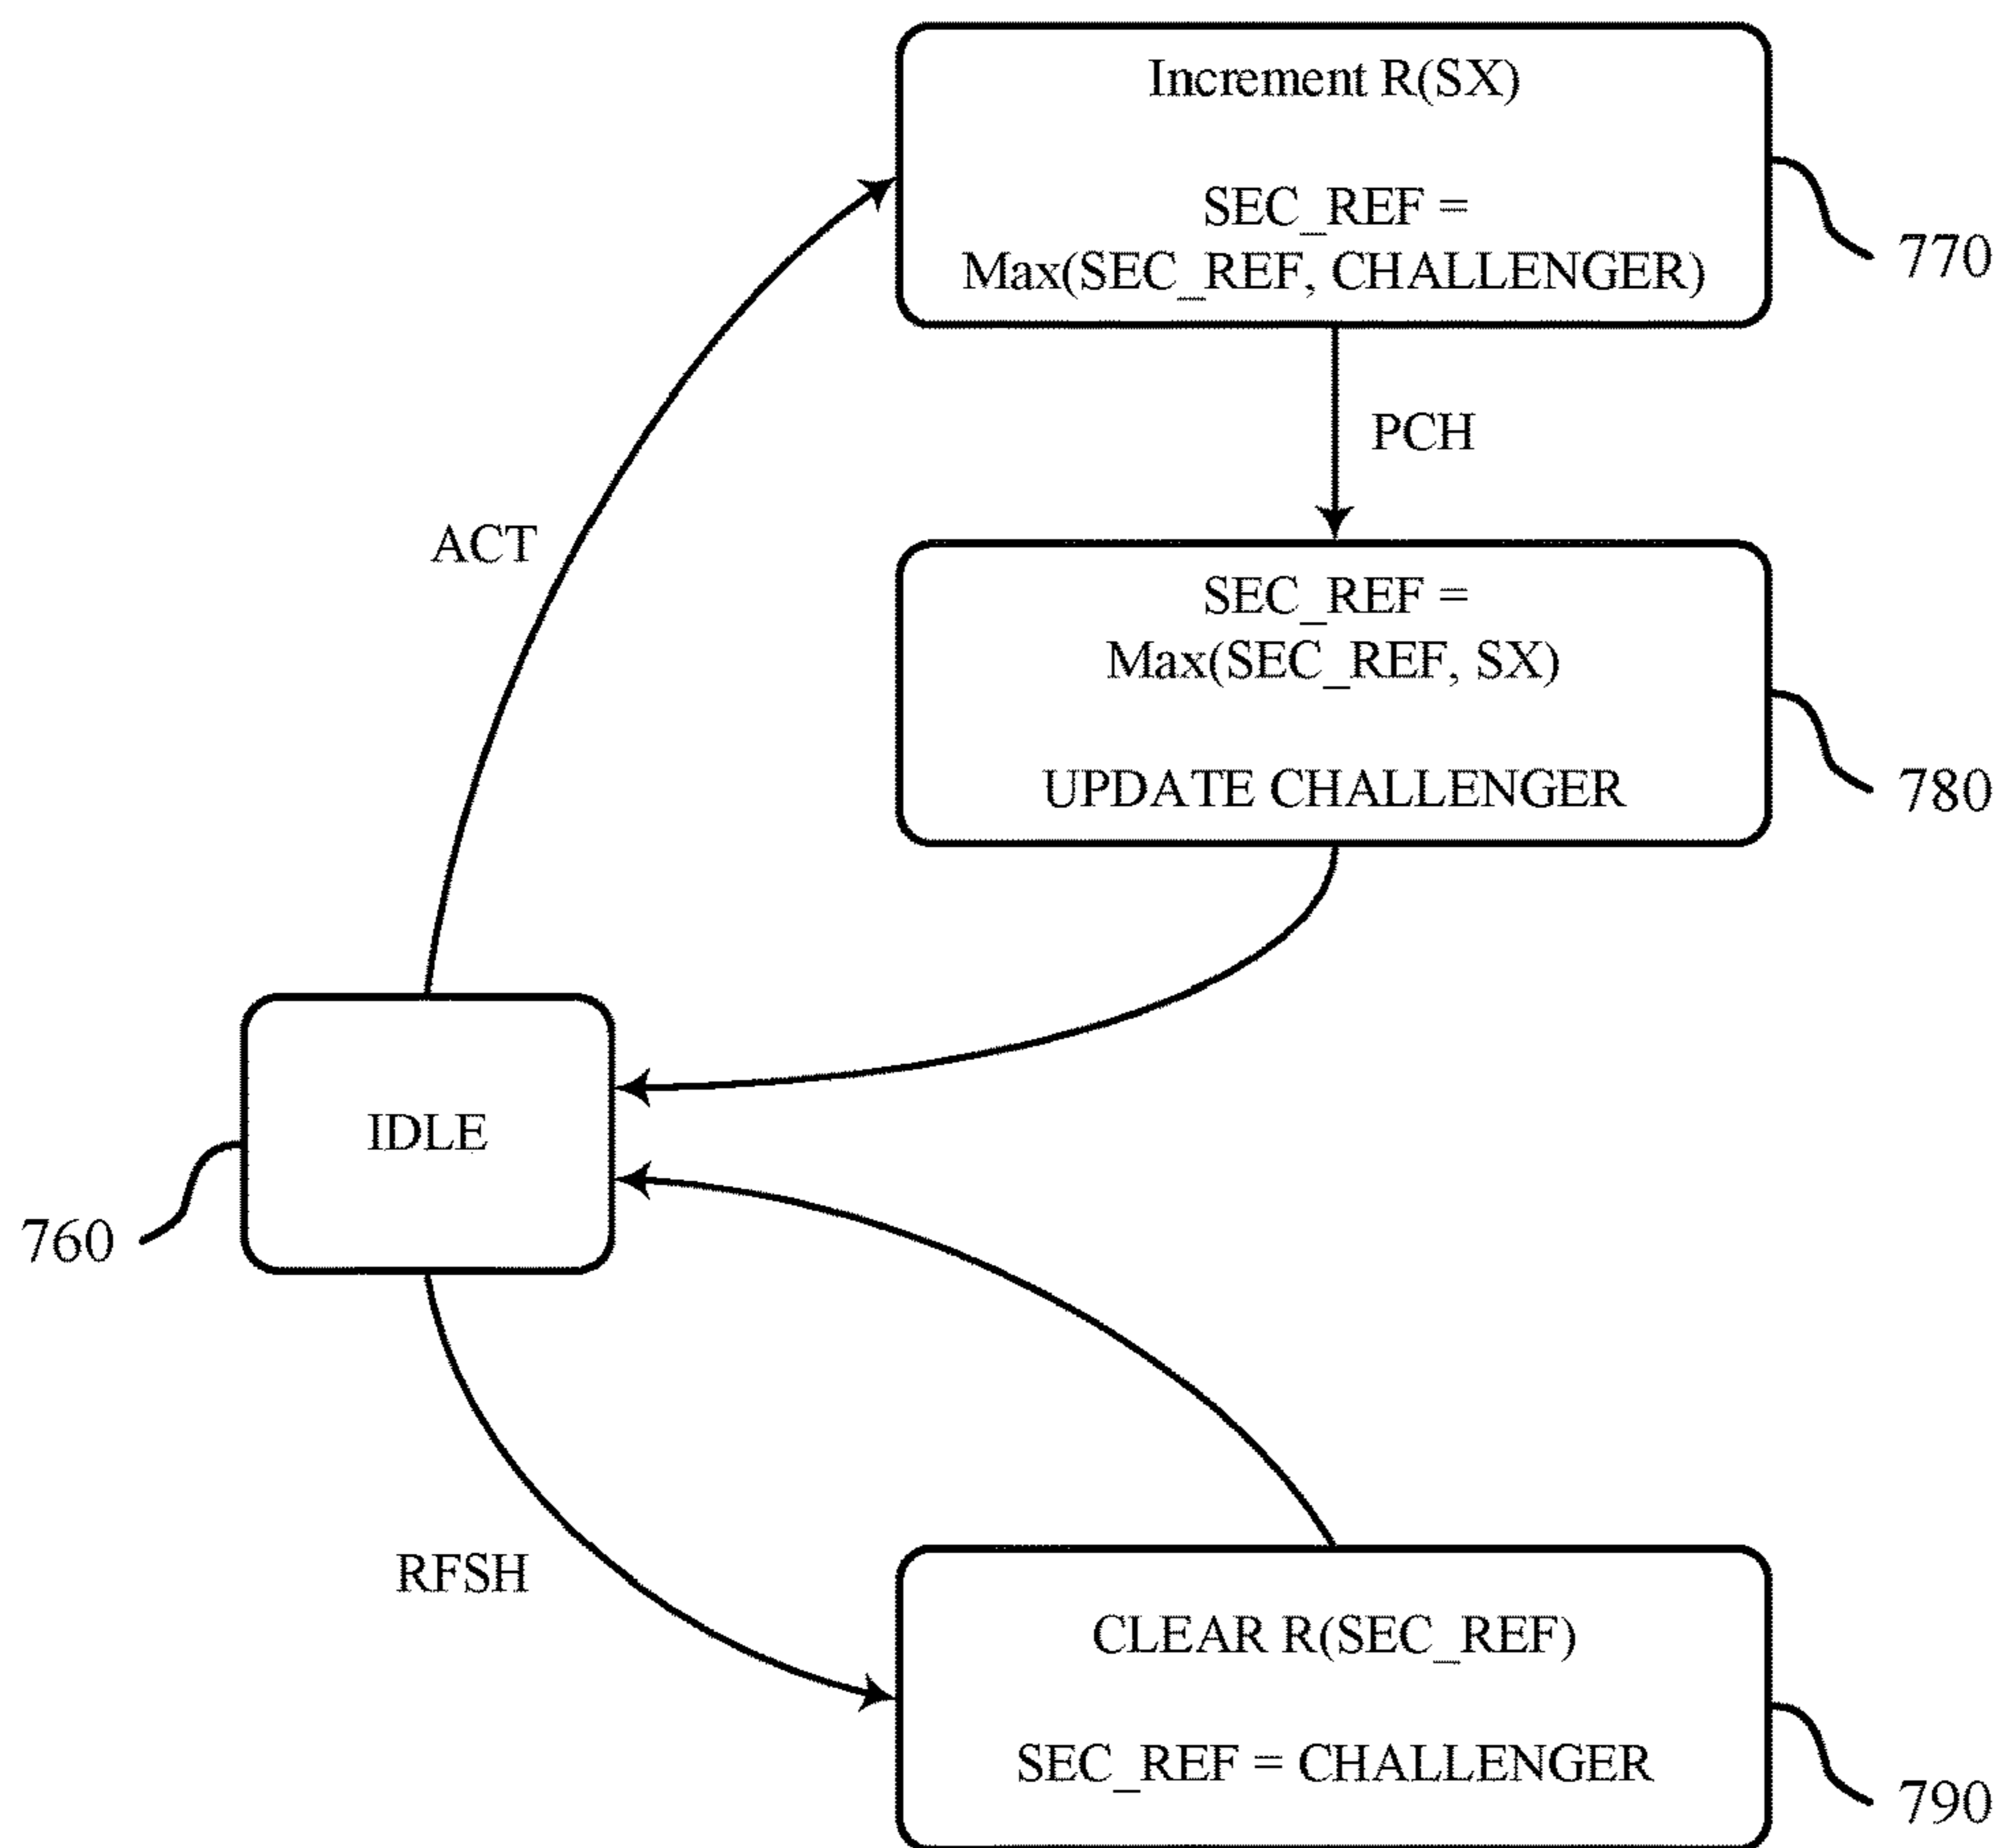 Increment R(SX)
SEC_REF =
Max(SEC_REF, CHALLENGER)
770
PCH
ACT
SEC_REF =
Max(SEC_REF, SX)
UPDATE CHALLENGER
780
IDLE
760
RFSH
CLEAR R(SEC_REF)
SEC_REF = CHALLENGER
790